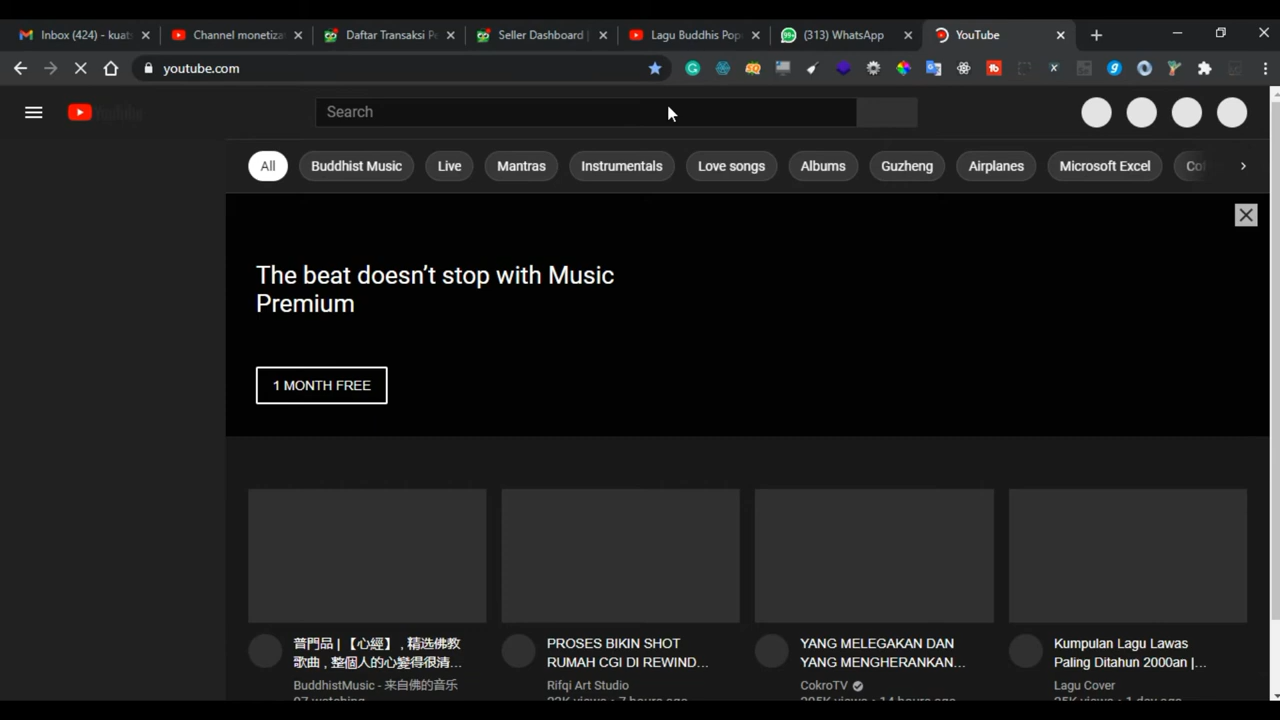 Inbox (424) - kuats
Channel monetiza
Daftar Transaksi Pe
Seller Dashboard |
Lagu Buddhis Pop
(313) WhatsApp
YouTube
youtube.com
Search
All
Buddhist Music
Live
Mantras
Instrumentals
Love songs
Albums
Guzheng
Airplanes
Microsoft Excel
The beat doesn't stop with Music
Premium
1 MONTH FREE
普門品 | 【心經】 , 精选佛教
歌曲 , 整個人的心變得很清...
BuddhistMusic - 来自佛的音乐
PROSES BIKIN SHOT
RUMAH CGI DI REWIND...
Rifqi Art Studio
YANG MELEGAKAN DAN
YANG MENGHERANKAN...
CokroTV
Kumpulan Lagu Lawas
Paling Ditahun 2000an |...
Lagu Cover